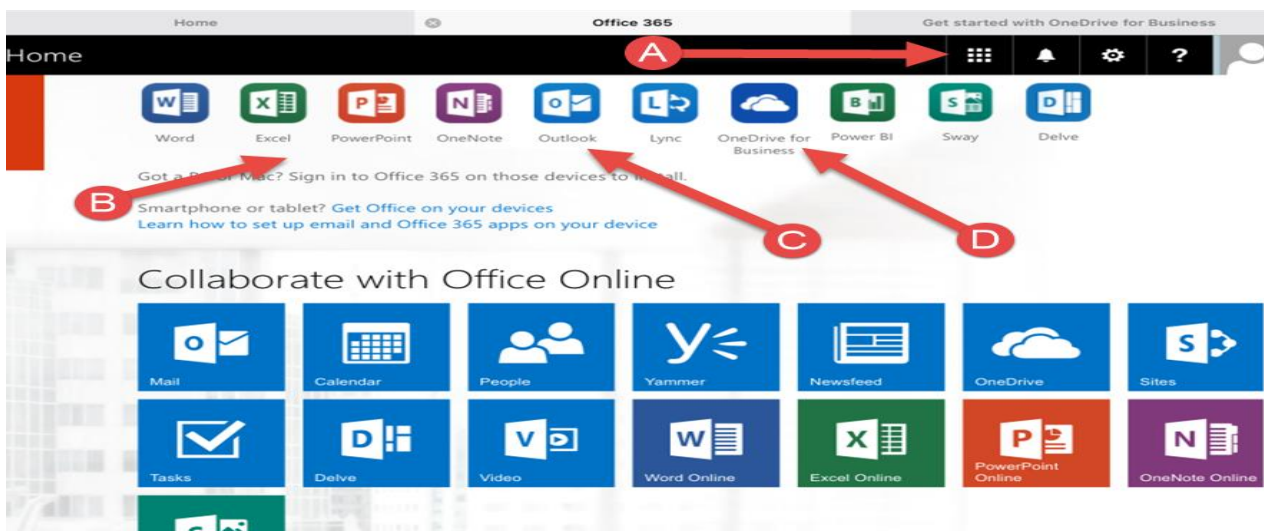 Home
Office 365
Get started with OneDrive for Business
Home
A
?
Word
Excel
PowerPoint
OneNote
Outlook
Lync
OneDrive for
Business
Power BI
Sway
Delve
Got a PC or Mac? Sign in to Office 365 on those devices to install.
B
Smartphone or tablet? Get Office on your devices
Learn how to set up email and Office 365 apps on your device
C
D
Collaborate with Office Online
Mail
Calendar
People
Yammer
Newsfeed
OneDrive
Sites
Tasks
Delve
Video
Word Online
Excel Online
PowerPoint
Online
OneNote Online